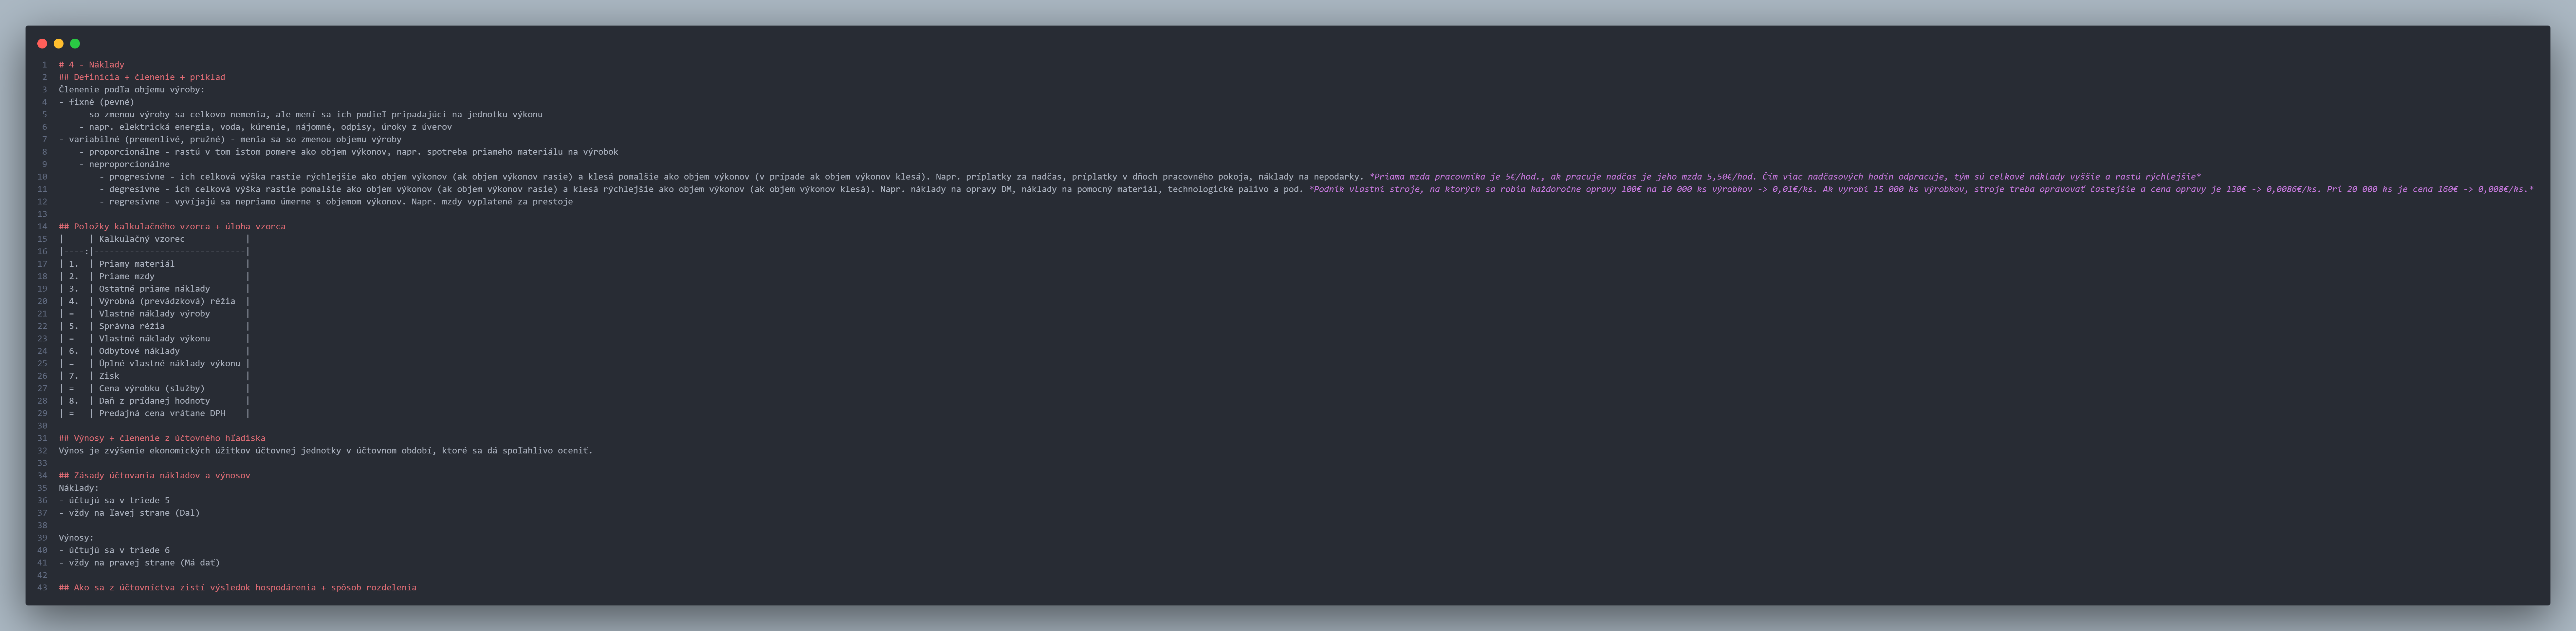 1 # 4 - Náklady
2 ## Definícia + členenie + príklad
3 Členenie podľa objemu výroby:
4 - fixné (pevné)
5 - so zmenou výroby sa celkovo nemenia, ale mení sa ich podieľ pripadajúci na jednotku výkonu
6 - napr. elektrická energia, voda, kúrenie, nájomné, odpisy, úroky z úverov
7 - variabilné (premenlivé, pružné) - menia sa so zmenou objemu výroby
8 - proporcionálne - rastú v tom istom pomere ako objem výkonov, napr. spotreba priameho materiálu na výrobok
9 - neproporcionálne
10 - progresívne - ich celková výška rastie rýchlejšie ako objem výkonov (ak objem výkonov rasie) a klesá pomalšie ako objem výkonov (v prípade ak objem výkonov klesá). Napr. príplatky za nadčas, príplatky v dňoch pracovného pokoja, náklady na nepodarky. *Priama mzda pracovníka je 5€/hod., ak pracuje nadčas je jeho mzda 5,50€/hod. Čím viac nadčasových hodín odpracuje, tým sú celkové náklady vyššie a rastú rýchlejšie*
11 - degresívne - ich celková výška rastie pomalšie ako objem výkonov (ak objem výkonov rasie) a klesá rýchlejšie ako objem výkonov (ak objem výkonov klesá). Napr. náklady na opravy DM, náklady na pomocný materiál, technologické palivo a pod. *Podnik vlastní stroje, na ktorých sa robia každoročne opravy 100€ na 10 000 ks výrobkov -> 0,01€/ks. Ak vyrobí 15 000 ks výrobkov, stroje treba opravovať častejšie a cena opravy je 130€ -> 0,0086€/ks. Pri 20 000 ks je cena 160€ -> 0,008€/ks.*
12 - regresívne - vyvíjajú sa nepriamo úmerne s objemom výkonov. Napr. mzdy vyplatené za prestoje
13
14 ## Položky kalkulačného vzorca + úloha vzorca
15 | | Kalkulačný vzorec |
16 |----:|------------------------------|
17 | 1. | Priamy materiál |
18 | 2. | Priame mzdy |
19 | 3. | Ostatné priame náklady |
20 | 4. | Výrobná (prevádzková) réžia |
21 | = | Vlastné náklady výroby |
22 | 5. | Správna réžia |
23 | = | Vlastné náklady výkonu |
24 | 6. | Odbytové náklady |
25 | = | Úplné vlastné náklady výkonu |
26 | 7. | Zisk |
27 | = | Cena výrobku (služby) |
28 | 8. | Daň z prídanej hodnoty |
29 | = | Predajná cena vrátane DPH |
30
31 ## Výnosy + členenie z účtovného hľadiska
32 Výnos je zvýšenie ekonomických úžitkov účtovnej jednotky v účtovnom období, ktoré sa dá spoľahlivo oceniť.
33
34 ## Zásady účtovania nákladov a výnosov
35 Náklady:
36 - účtujú sa v triede 5
37 - vždy na ľavej strane (Dal)
38
39 Výnosy:
40 - účtujú sa v triede 6
41 - vždy na pravej strane (Má dať)
42
43 ## Ako sa z účtovníctva zistí výsledok hospodárenia + spôsob rozdelenia